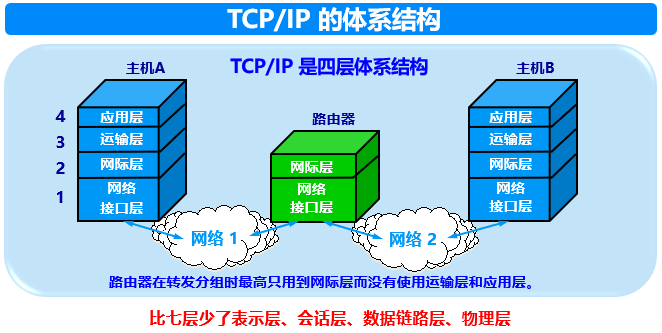 TCP/IP 的体系结构
TCP/IP 是四层体系结构
主机A
主机B
路由器
4
应用层
应用层
3
运输层
运输层
2
网际层
网际层
网际层
1
网络
接口层
网络
接口层
网络
接口层
网络 1
网络 2
路由器在转发分组时最高只用到网际层而没有使用运输层和应用层。
比七层少了表示层、会话层、数据链路层、物理层